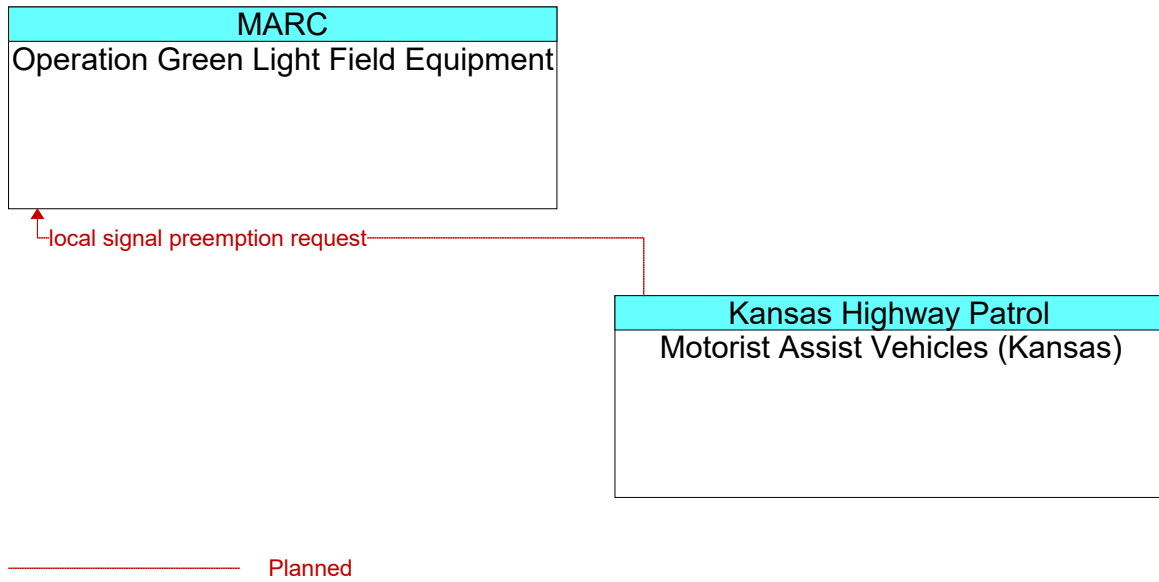 MARC
Operation Green Light Field Equipment
local signal preemption request
Kansas Highway Patrol
Motorist Assist Vehicles (Kansas)
Planned